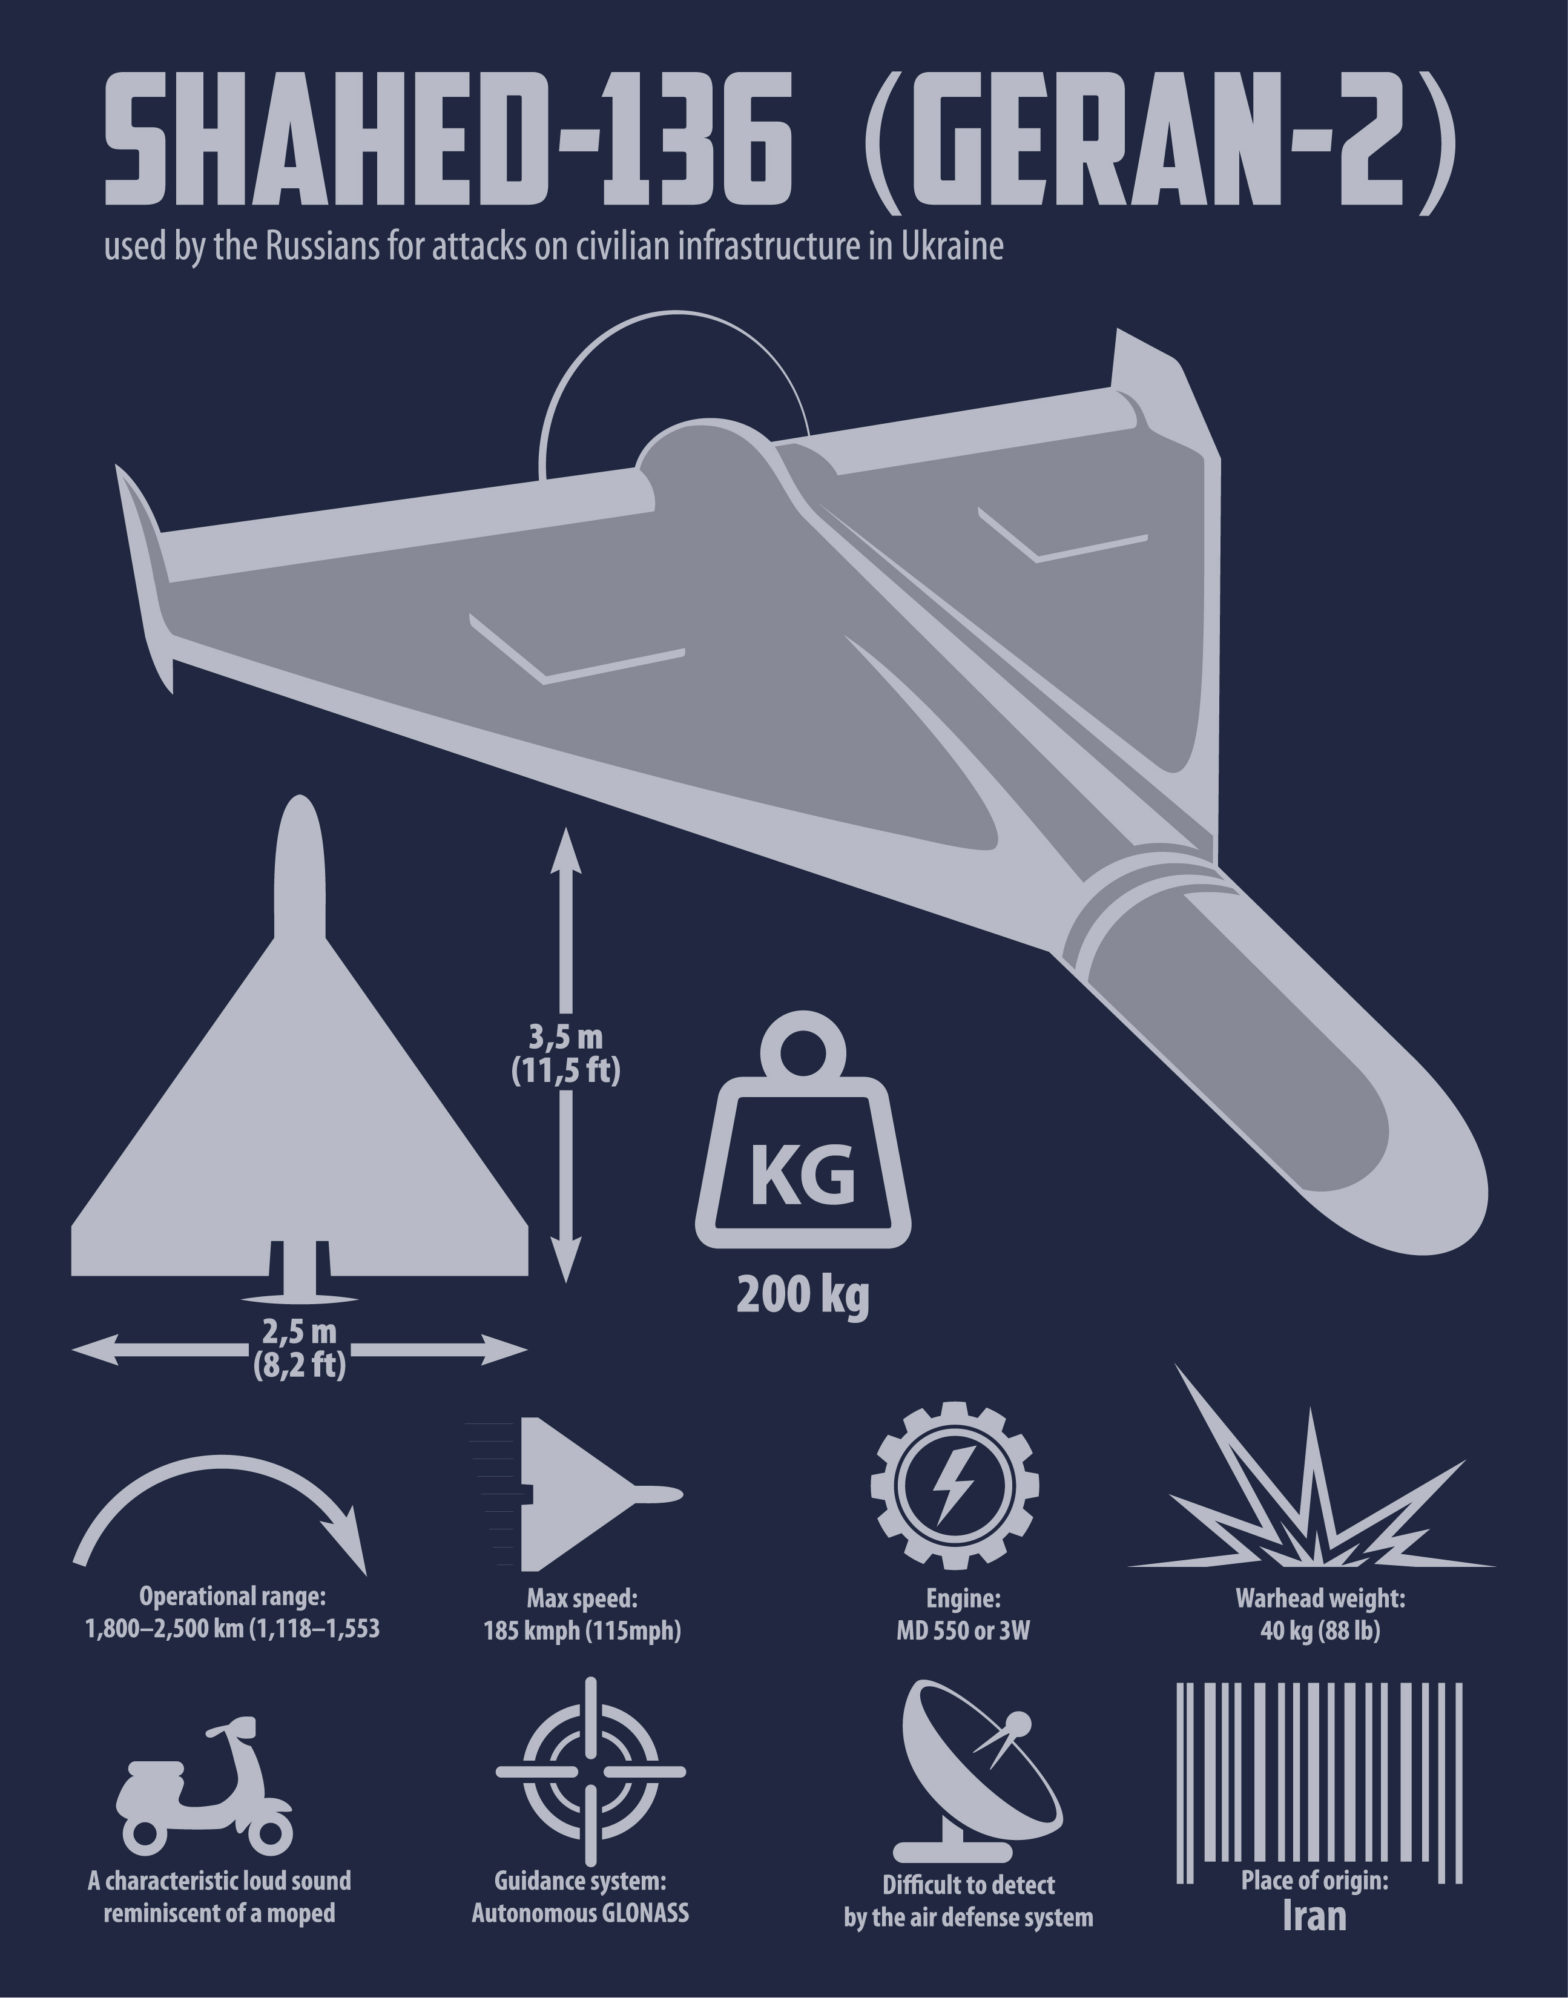 SHAHED-136 (GERAN-2)
used by the Russians for attacks on civilian infrastructure in Ukraine
3,5 m
(11,5 ft)
KG
200 kg
2,5 m
(8,2 ft)
Operational range:
1,800–2,500 km (1,118–1,553
Max speed:
185 kmph (115mph)
Engine:
MD 550 or 3W
Warhead weight:
40 kg (88 lb)
A characteristic loud sound
reminiscent of a moped
Guidance system:
Autonomous GLONASS
Difficult to detect
by the air defense system
Place of origin:
Iran